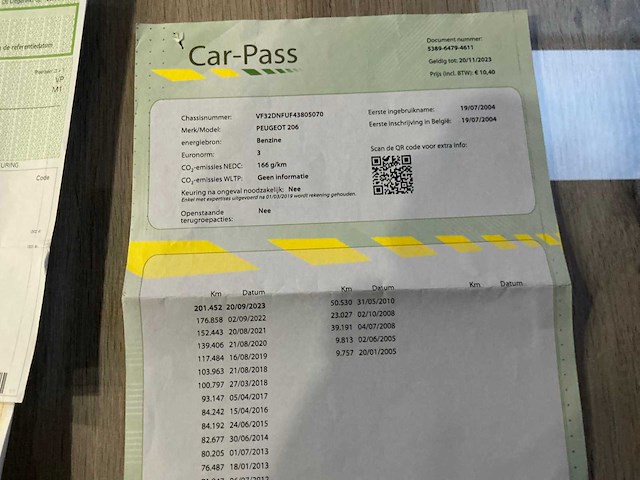 de referentiedatum
VP
M1
Code
Car-Pass
Document nummer:
5389-6479-4611
Geldig tot: 20/11/2023
Prijs (incl. BTW): € 10,40
Chassisnummer: VF32DNFUF43805070
Merk/Model: PEUGEOT 206
energiebron: Benzine
Euronorm: 3
CO₂-emissies NEDC: 166 g/km
CO₂-emissies WLTP: Geen informatie
Keuring na ongeval noodzakelijk: Nee
Enkel met expertises uitgevoerd na 01/03/2019 wordt rekening gehouden.
Openstaande terugroepacties: Nee
Eerste ingebruikname: 19/07/2004
Eerste inschrijving in België: 19/07/2004
Scan de QR code voor extra info:
Km Datum
201.452 20/09/2023
176.858 02/09/2022
152.443 20/08/2021
139.406 21/08/2020
117.484 16/08/2019
103.963 21/08/2018
100.797 27/03/2018
93.147 05/04/2017
84.242 15/04/2016
84.192 24/06/2015
82.677 30/06/2014
80.205 01/07/2013
76.487 18/01/2013
Km Datum
50.530 31/05/2010
23.027 02/10/2008
39.191 04/07/2008
9.813 02/06/2005
9.757 20/01/2005
Km Datum